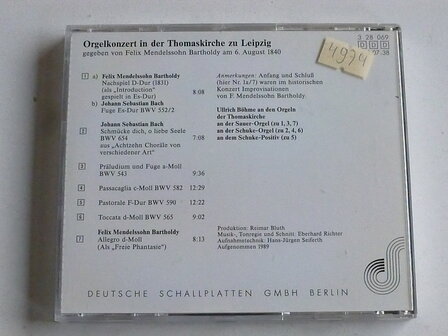 Orgelkonzert in der Thomaskirche zu Leipzig
gegeben von Felix Mendelssohn Bartholdy am 6. August 1840
4974
3 28 069
DDD
07:38
1 a) Felix Mendelssohn Bartholdy
Nachspiel D-Dur (1831)
(als „Introduction"
gespielt in Es-Dur) 8:08
b) Johann Sebastian Bach
Fuge Es-Dur BWV 552/2
Johann Sebastian Bach
2 Schmücke dich, o liebe Seele
BWV 654 7:08
aus „Achtzehn Choräle von
verschiedener Art"
3 Präludium und Fuge a-Moll
BWV 543 9:36
4 Passacaglia c-Moll BWV 582 12:29
5 Pastorale F-Dur BWV 590 12:22
6 Toccata d-Moll BWV 565 9:02
Felix Mendelssohn Bartholdy
7 Allegro d-Moll 8:13
(Als „Freie Phantasie")
Anmerkungen: Anfang und Schluß
(hier Nr. 1a/7) waren im historischen
Konzert Improvisationen
von F. Mendelssohn Bartholdy.
Ullrich Böhme an den Orgeln
der Thomaskirche
an der Sauer-Orgel (zu 1, 3, 7)
an der Schuke-Orgel (zu 2, 4, 6)
an dem Schuke-Positiv (zu 5)
Produktion: Reimar Bluth
Musik-, Tonregie und Schnitt: Eberhard Richter
Aufnahmetechnik: Hans-Jürgen Seiferth
Aufgenommen 1989
DEUTSCHE SCHALLPLATTEN GMBH BERLIN